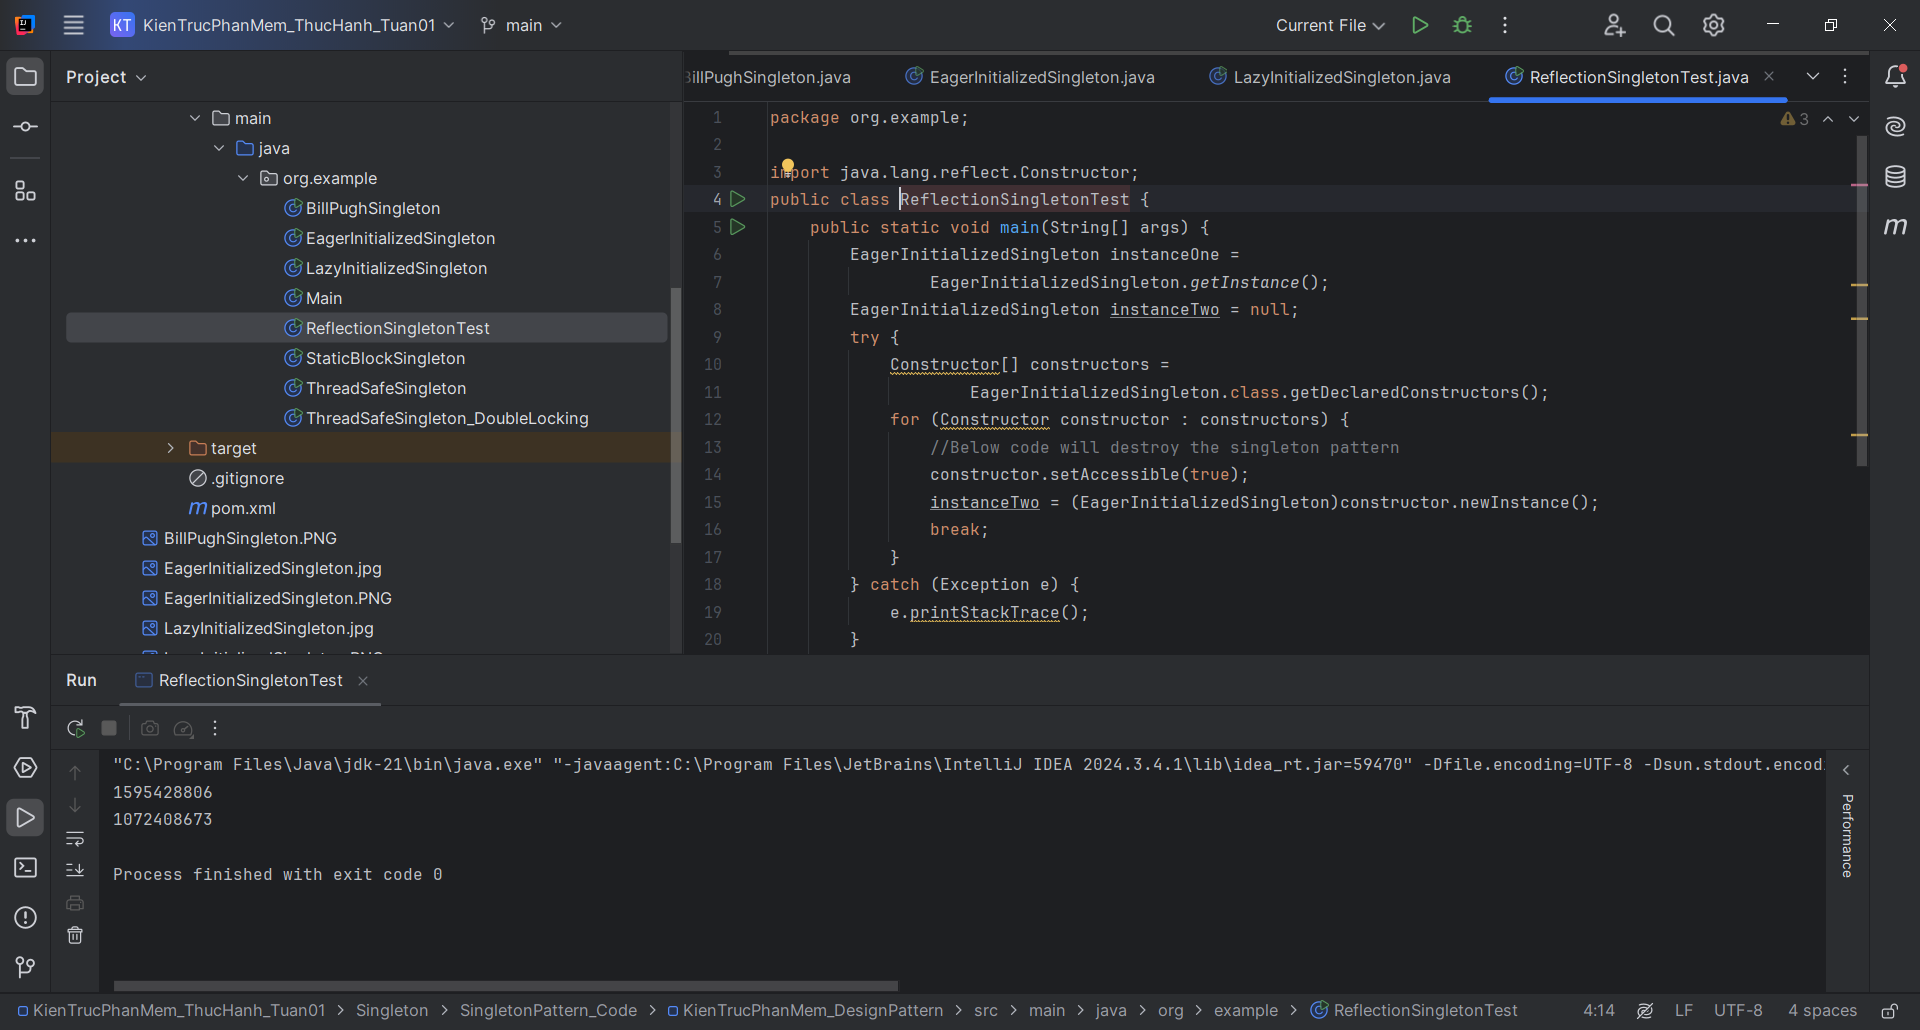 KT KienTrucPhanMem_ThucHanh_Tuan01 main Current File
Project
main
java
org.example
BillPughSingleton
EagerInitializedSingleton
LazyInitializedSingleton
Main
ReflectionSingletonTest
StaticBlockSingleton
ThreadSafeSingleton
ThreadSafeSingleton_DoubleLocking
target
.gitignore
pom.xml
BillPughSingleton.PNG
EagerInitializedSingleton.jpg
EagerInitializedSingleton.PNG
LazyInitializedSingleton.jpg
illPughSingleton.java EagerInitializedSingleton.java LazyInitializedSingleton.java ReflectionSingletonTest.java
3
1 package org.example;
2
3 import java.lang.reflect.Constructor;
4 public class ReflectionSingletonTest {
5 public static void main(String[] args) {
6 EagerInitializedSingleton instanceOne =
7 EagerInitializedSingleton.getInstance();
8 EagerInitializedSingleton instanceTwo = null;
9 try {
10 Constructor[] constructors =
11 EagerInitializedSingleton.class.getDeclaredConstructors();
12 for (Constructor constructor : constructors) {
13 //Below code will destroy the singleton pattern
14 constructor.setAccessible(true);
15 instanceTwo = (EagerInitializedSingleton)constructor.newInstance();
16 break;
17 }
18 } catch (Exception e) {
19 e.printStackTrace();
20 }
Run ReflectionSingletonTest
"C:\Program Files\Java\jdk-21\bin\java.exe" "-javaagent:C:\Program Files\JetBrains\IntelliJ IDEA 2024.3.4.1\lib\idea_rt.jar=59470" -Dfile.encoding=UTF-8 -Dsun.stdout.encodi
1595428806
1072408673
Process finished with exit code 0
Performance
KienTrucPhanMem_ThucHanh_Tuan01 > Singleton > SingletonPattern_Code > KienTrucPhanMem_DesignPattern > src > main > java > org > example > ReflectionSingletonTest 4:14 LF UTF-8 4 spaces